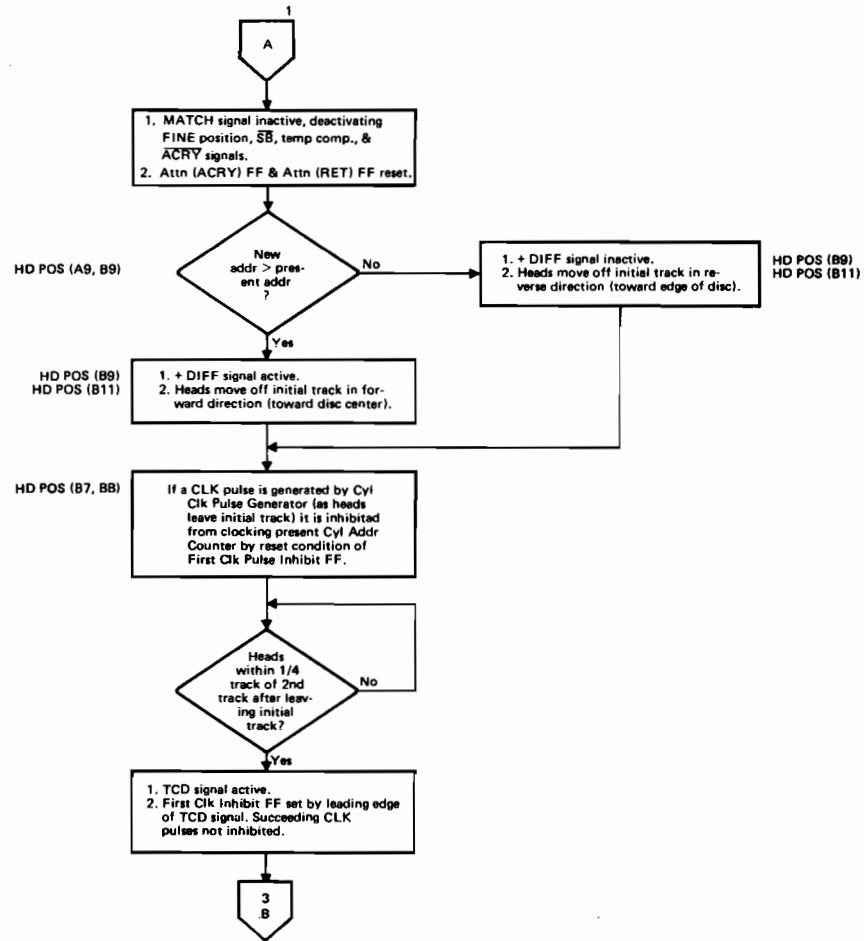 1
A
1. MATCH signal inactive, deactivating
FINE position, S̅B̅, temp comp., &
A̅C̅R̅Y̅ signals.
2. Attn (ACRY) FF & Attn (RET) FF reset.
HD POS (A9, B9)
New
addr > pres-
ent addr
?
No
1. + DIFF signal inactive.
2. Heads move off initial track in re-
verse direction (toward edge of disc).
HD POS (B9)
HD POS (B11)
Yes
HD POS (B9)
HD POS (B11)
1. + DIFF signal active.
2. Heads move off initial track in for-
ward direction (toward disc center).
HD POS (B7, BB)
If a CLK pulse is generated by Cyl
Clk Pulse Generator (as heads
leave initial track) it is inhibitad
from clocking present Cyl Addr
Counter by reset condition of
First Clk Pulse Inhibit FF.
Heads
within 1/4
track of 2nd
track after leav-
ing initial
track?
No
Yes
1. TCD signal active.
2. First Clk Inhibit FF set by leading edge
of TCD signal. Succeeding CLK
pulses not inhibited.
3
.B